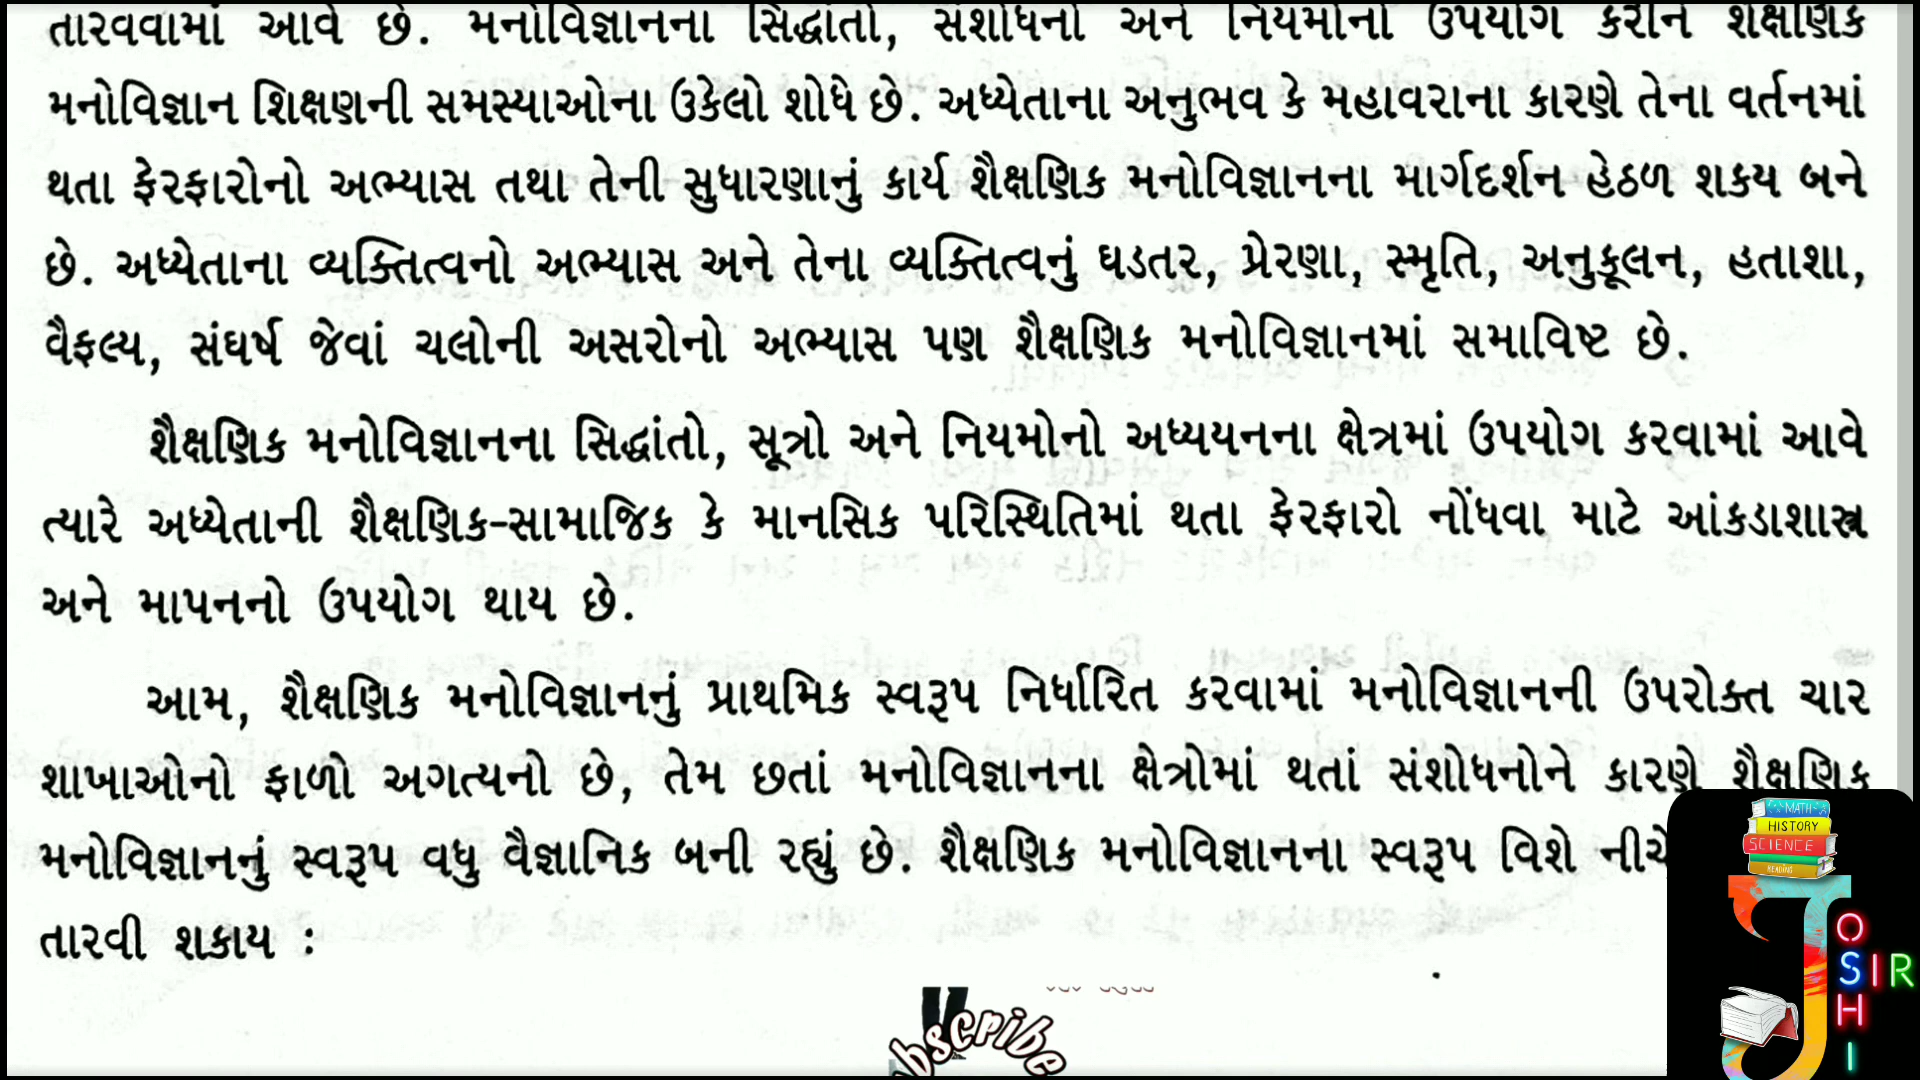 તારવવામાં આવે છે. મનોવિજ્ઞાનના સિદ્ધાંતો, સંશોધનો અને નિયમોનો ઉપયોગ કરીને શૈક્ષણિક
મનોવિજ્ઞાન શિક્ષણની સમસ્યાઓના ઉકેલો શોધે છે. અધ્યેતાના અનુભવ કે મહાવરાના કારણે તેના વર્તનમાં
થતા ફેરફારોનો અભ્યાસ તથા તેની સુધારણાનું કાર્ય શૈક્ષણિક મનોવિજ્ઞાનના માર્ગદર્શન હેઠળ શક્ય બને
છે. અધ્યેતાના વ્યક્તિત્વનો અભ્યાસ અને તેના વ્યક્તિત્વનું ઘડતર, પ્રેરણા, સ્મૃતિ, અનુકૂલન, હતાશા,
વૈફલ્ય, સંઘર્ષ જેવાં ચલોની અસરોનો અભ્યાસ પણ શૈક્ષણિક મનોવિજ્ઞાનમાં સમાવિષ્ટ છે.
શૈક્ષણિક મનોવિજ્ઞાનના સિદ્ધાંતો, સૂત્રો અને નિયમોનો અધ્યયનના ક્ષેત્રમાં ઉપયોગ કરવામાં આવે
ત્યારે અધ્યેતાની શૈક્ષણિક-સામાજિક કે માનસિક પરિસ્થિતિમાં થતા ફેરફારો નોંધવા માટે આંકડાશાસ્ત્ર
અને માપનનો ઉપયોગ થાય છે.
આમ, શૈક્ષણિક મનોવિજ્ઞાનનું પ્રાથમિક સ્વરૂપ નિર્ધારિત કરવામાં મનોવિજ્ઞાનની ઉપરોક્ત ચાર
શાખાઓનો ફાળો અગત્યનો છે, તેમ છતાં મનોવિજ્ઞાનના ક્ષેત્રોમાં થતાં સંશોધનોને કારણે શૈક્ષણિક
મનોવિજ્ઞાનનું સ્વરૂપ વધુ વૈજ્ઞાનિક બની રહ્યું છે. શૈક્ષણિક મનોવિજ્ઞાનના સ્વરૂપ વિશે નીચે
તારવી શકાય :
MATH
HISTORY
SCIENCE
READING
JOSHI
SIR